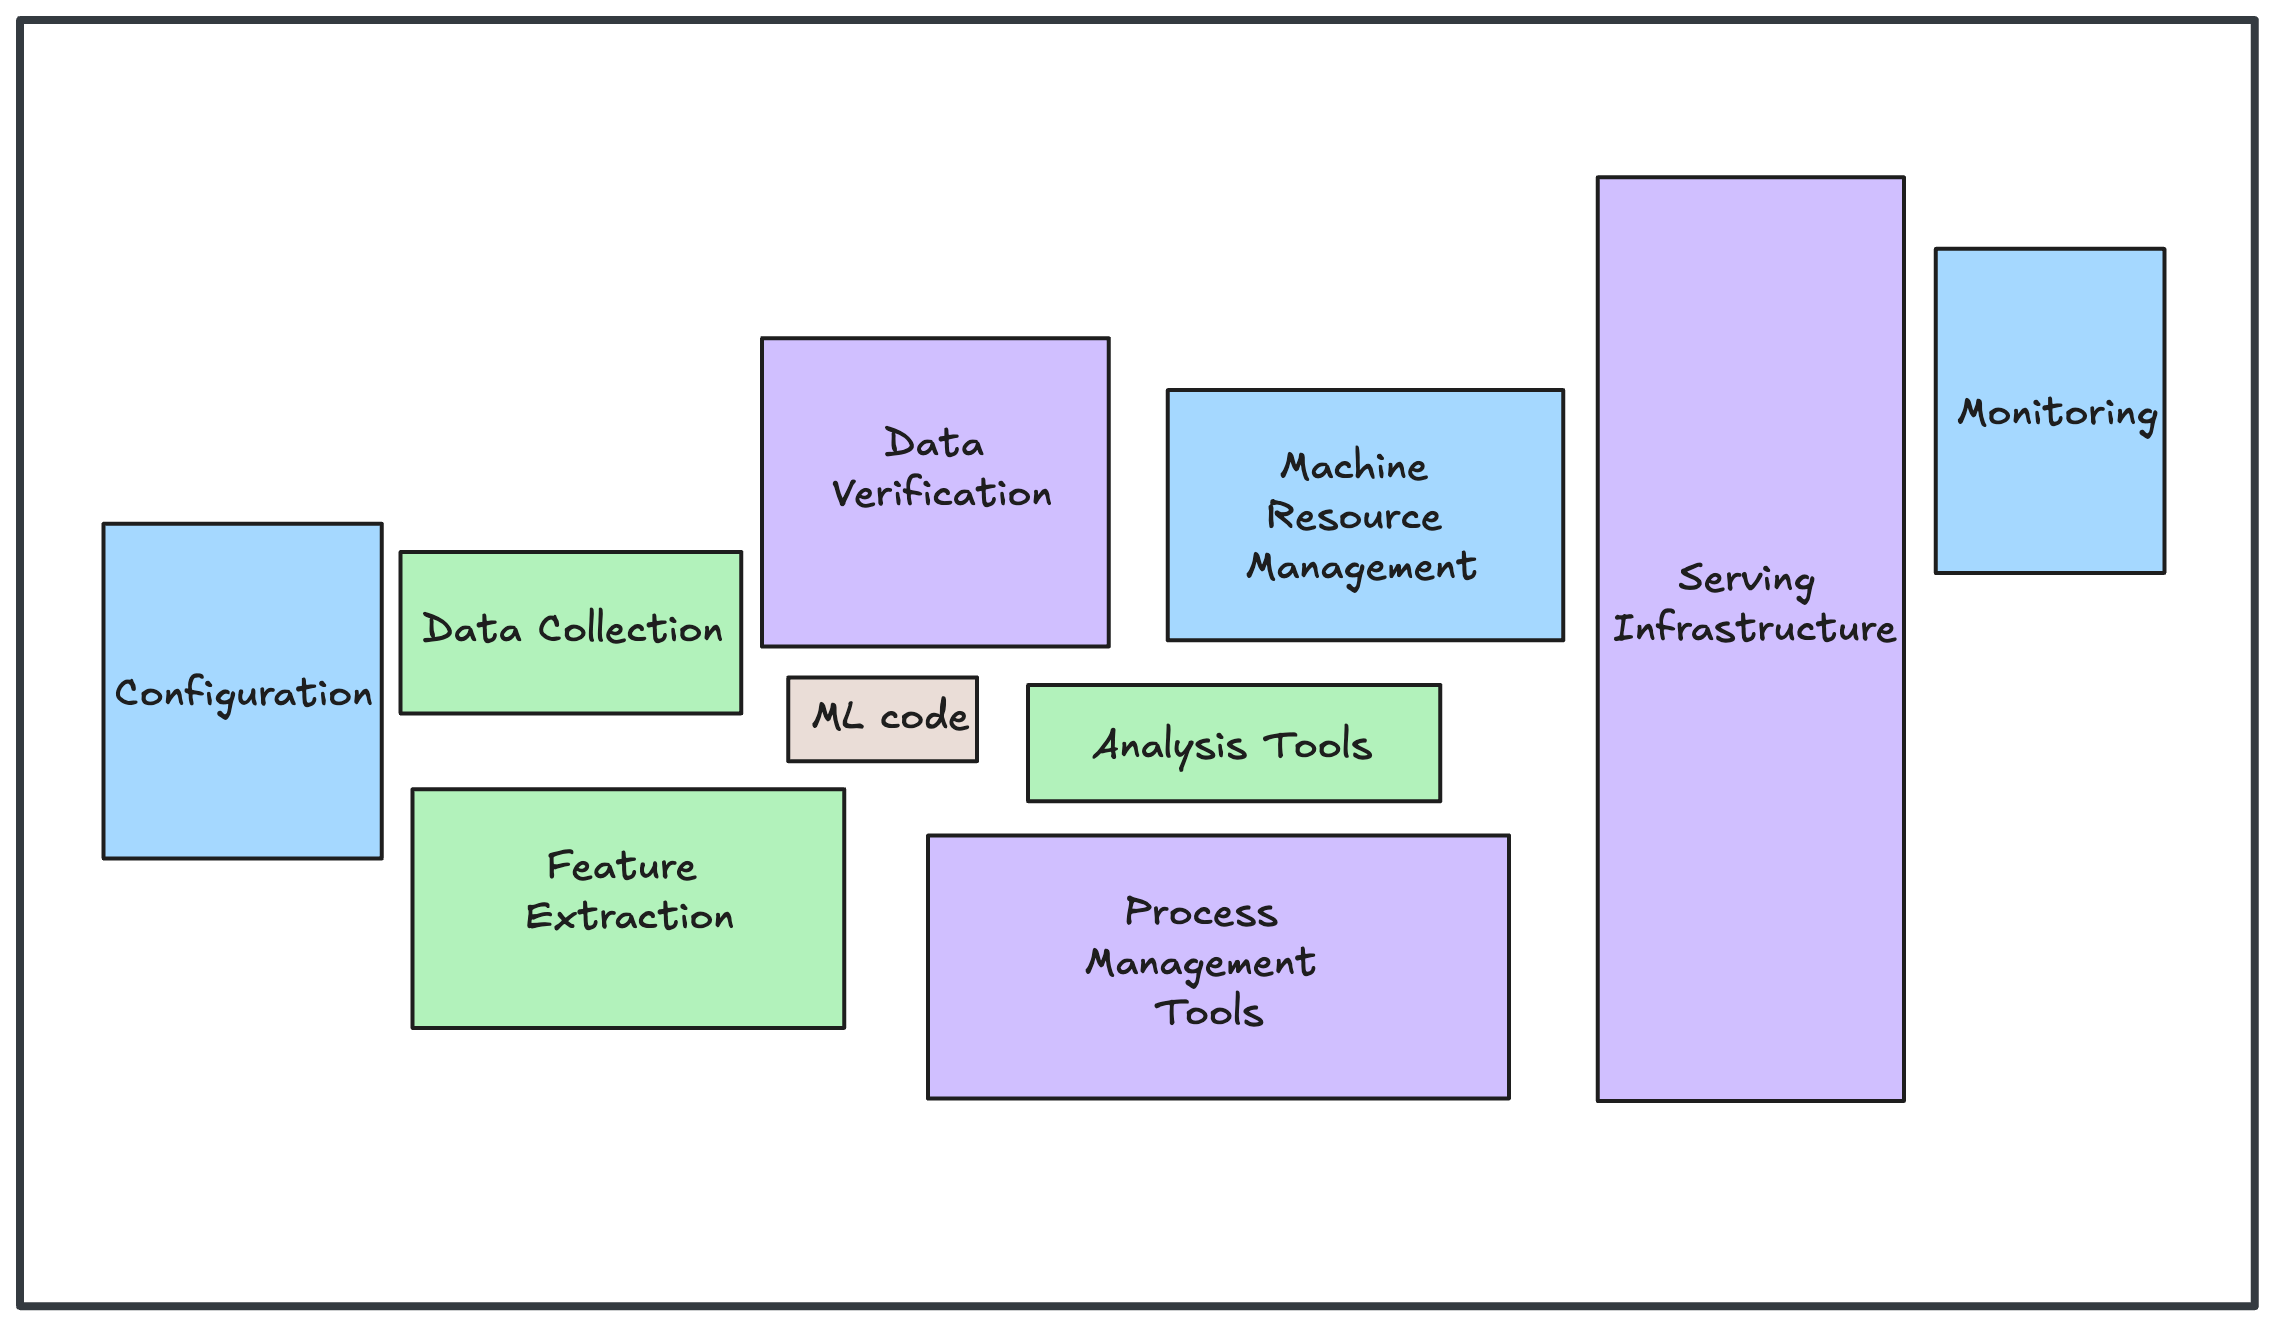 Configuration
Data Collection
Feature
Extraction
Data
Verification
ML code
Machine
Resource
Management
Analysis Tools
Process
Management
Tools
Serving
Infrastructure
Monitoring